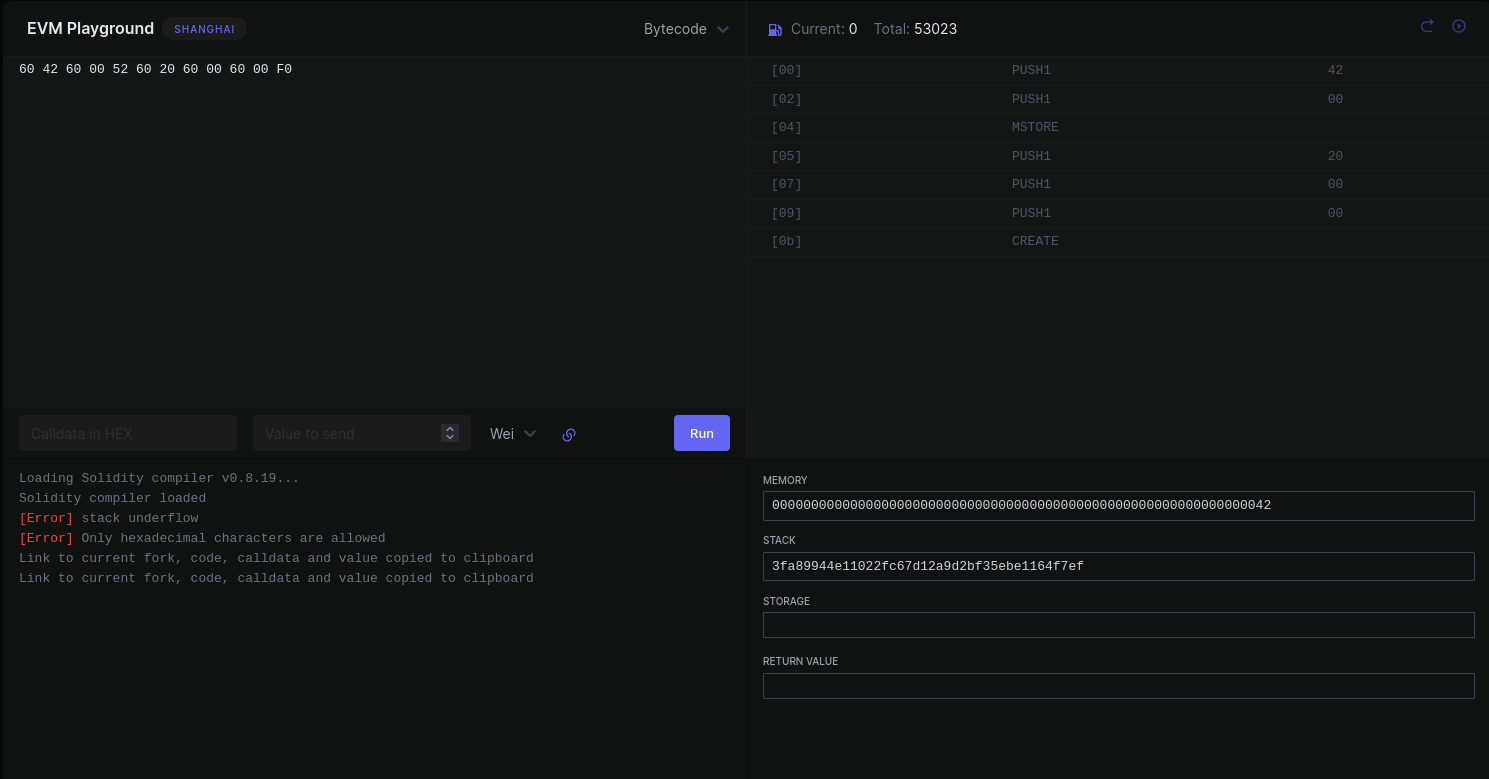 EVM Playground SHANGHAI Bytecode
60 42 60 00 52 60 20 60 00 60 00 F0
Calldata in HEX Value to send Wei Run
Loading Solidity compiler v0.8.19...
Solidity compiler loaded
[Error] stack underflow
[Error] Only hexadecimal characters are allowed
Link to current fork, code, calldata and value copied to clipboard
Link to current fork, code, calldata and value copied to clipboard
Current: 0 Total: 53023
[00] PUSH1 42
[02] PUSH1 00
[04] MSTORE
[05] PUSH1 20
[07] PUSH1 00
[09] PUSH1 00
[0b] CREATE
MEMORY
0000000000000000000000000000000000000000000000000000000000000042
STACK
3fa89944e11022fc67d12a9d2bf35ebe1164f7ef
STORAGE
RETURN VALUE